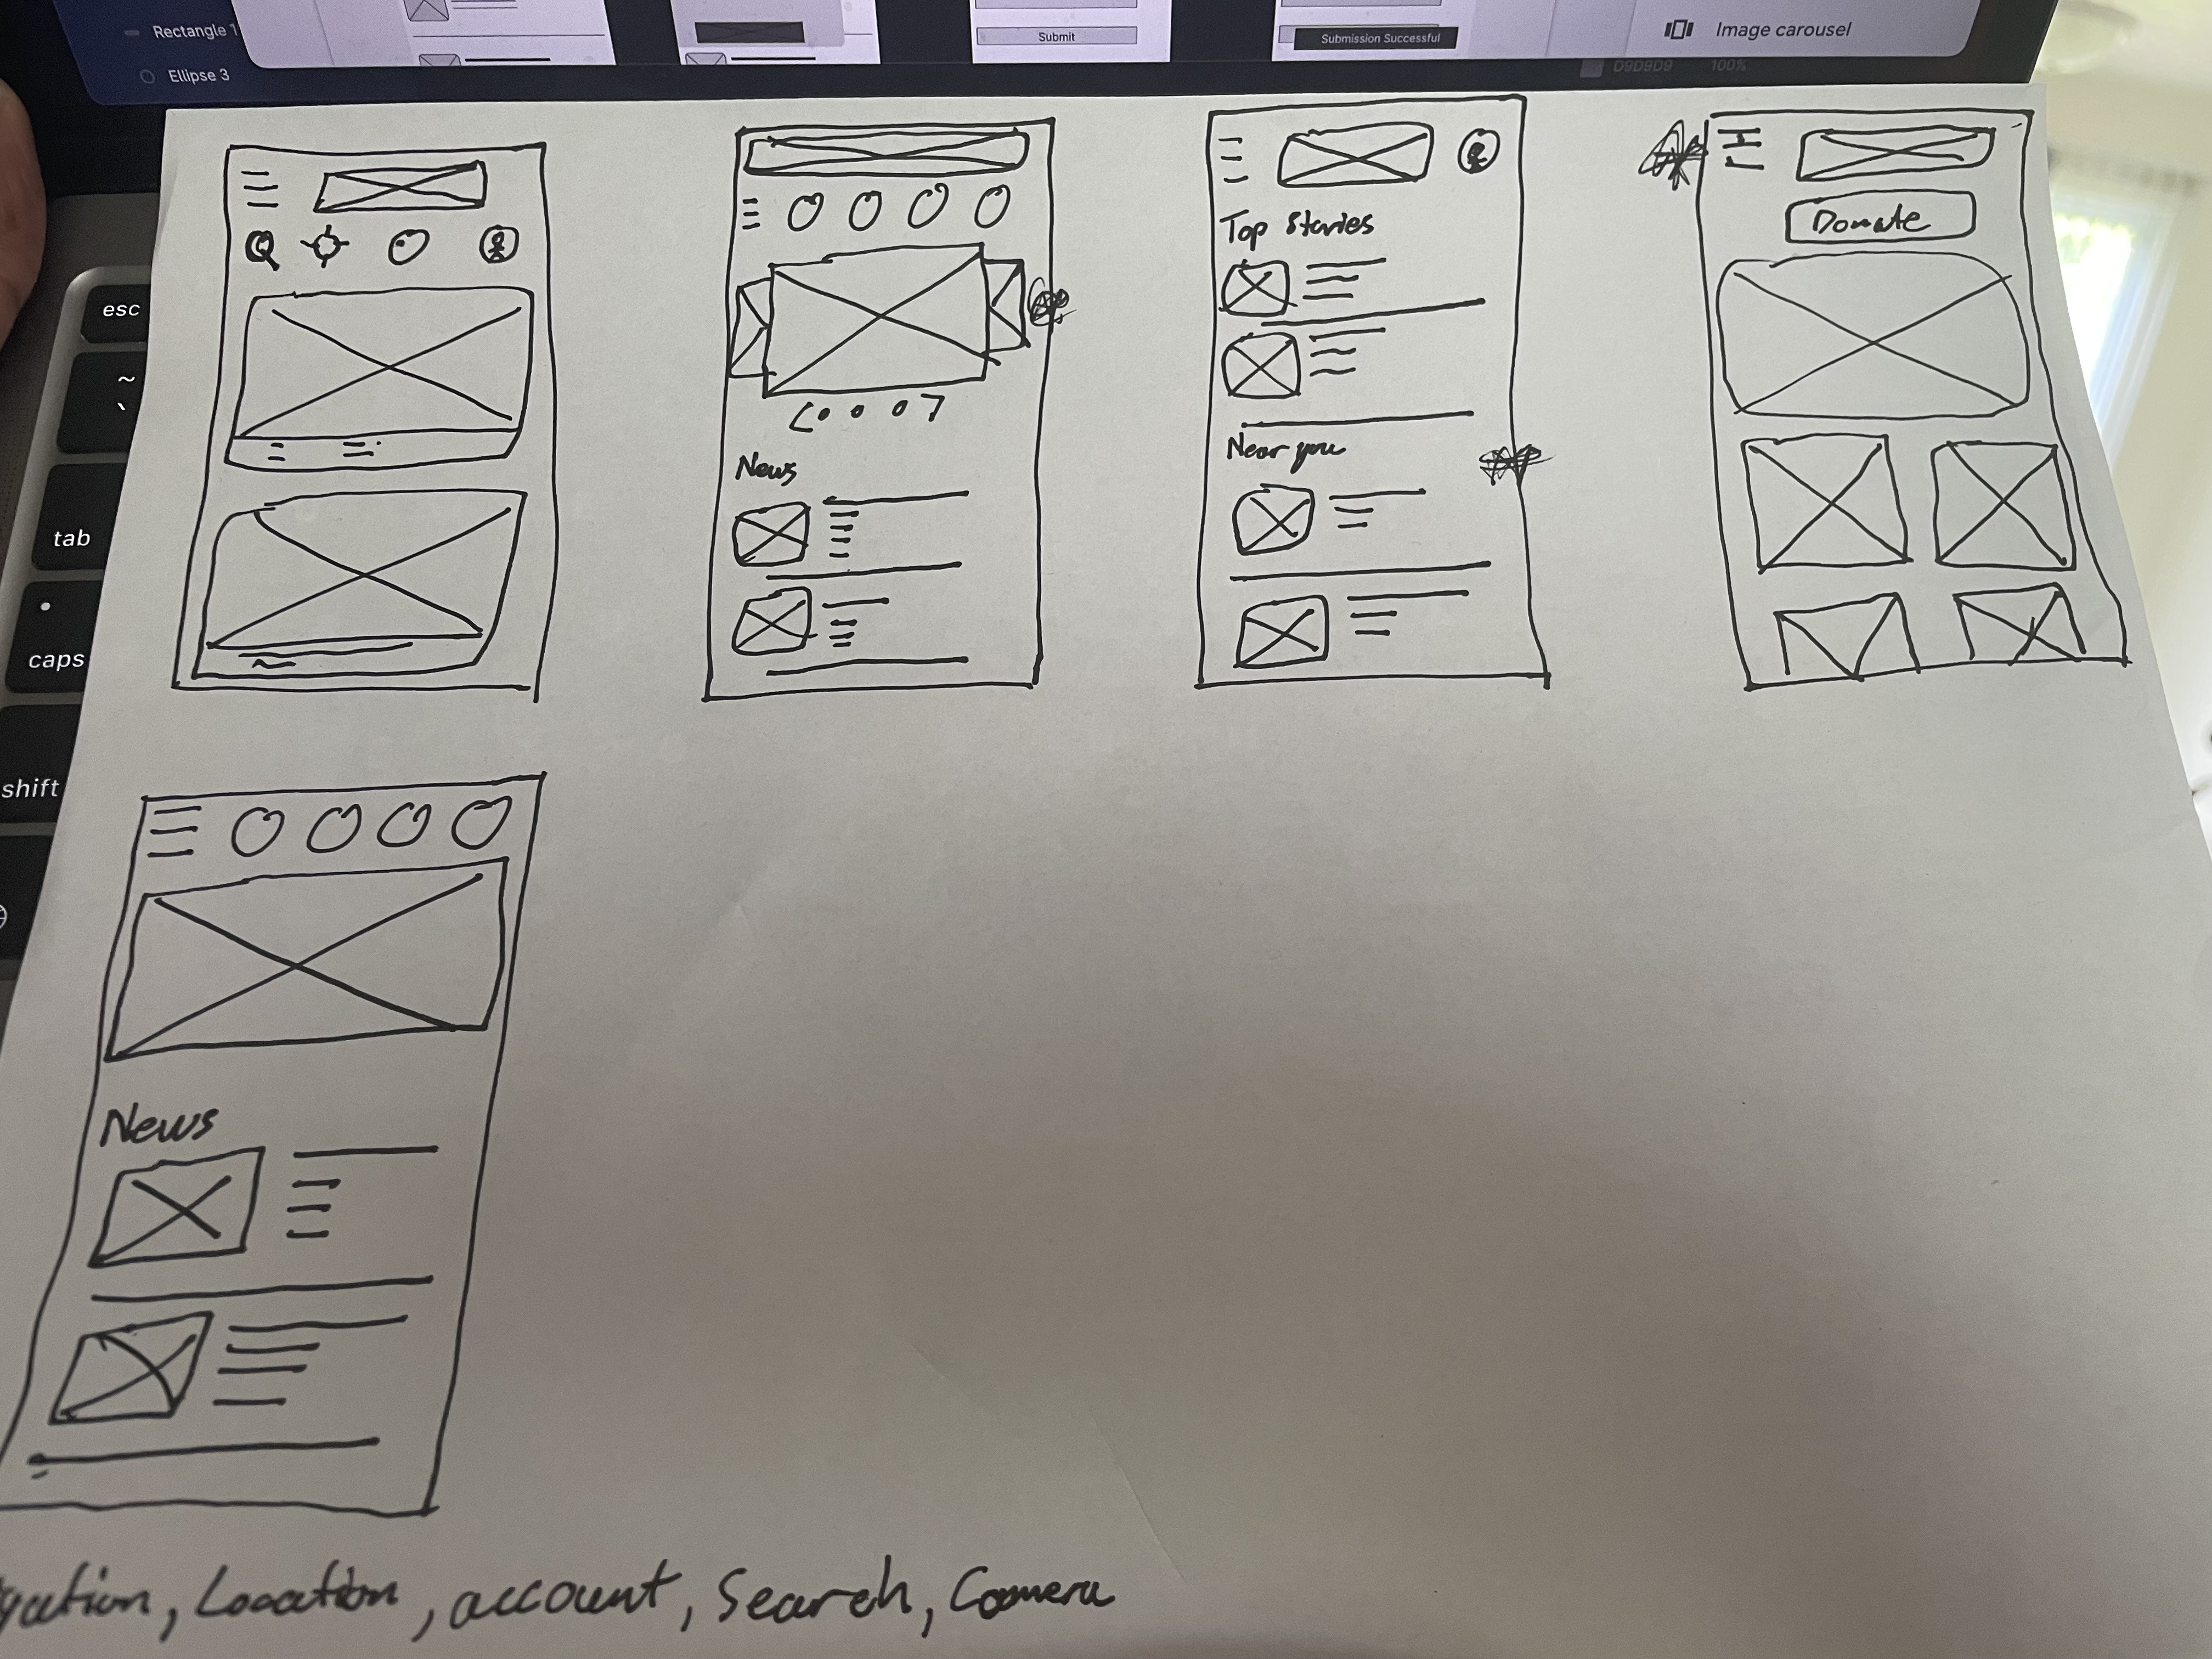 Rectangle 1
Ellipse 3
Submit
Submission Successful
Image carousel
D9D9D9 100%
esc
~
`
tab
caps
shift
Donate
Top Stories
Near you
News
News
gation, Location, account, Search, Camera